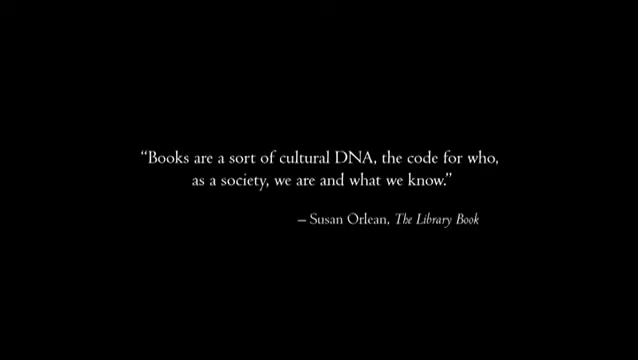 “Books are a sort of cultural DNA, the code for who,
as a society, we are and what we know.”
– Susan Orlean, The Library Book